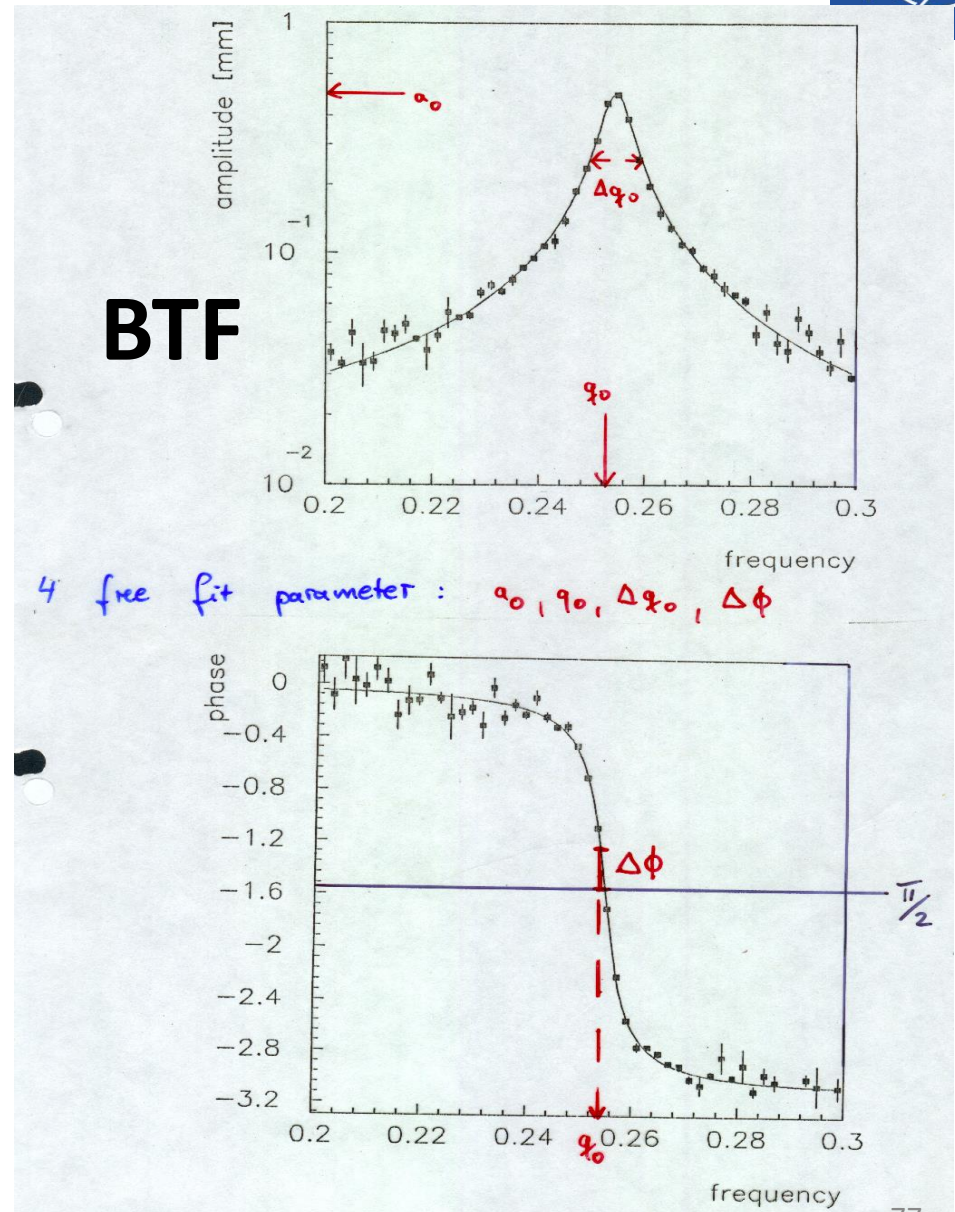 1
amplitude [mm]
a₀
Δq₀
10⁻¹
BTF
q₀
10⁻²
0.2 0.22 0.24 0.26 0.28 0.3
frequency
4 free fit parameter : a₀, q₀, Δq₀, Δϕ
phase
0
−0.4
−0.8
−1.2
Δϕ
−1.6
π/2
−2
−2.4
−2.8
−3.2
0.2 0.22 0.24 0.26 0.28 0.3
q₀
frequency